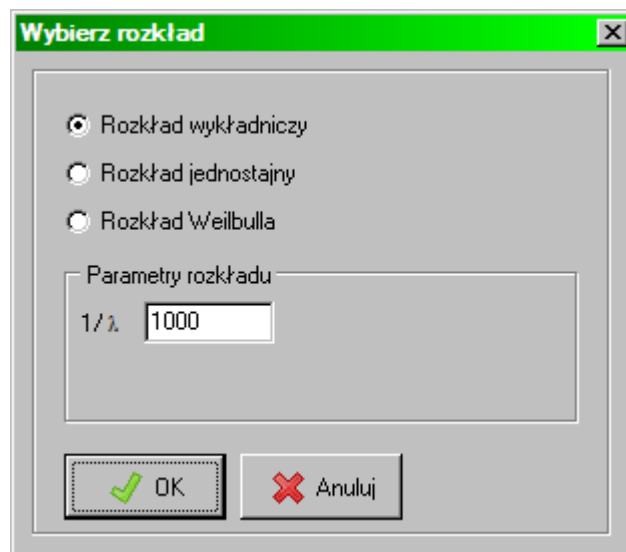 Wybierz rozkład
Rozkład wykładniczy
Rozkład jednostajny
Rozkład Weilbulla
Parametry rozkładu
1/λ 1000
OK Anuluj